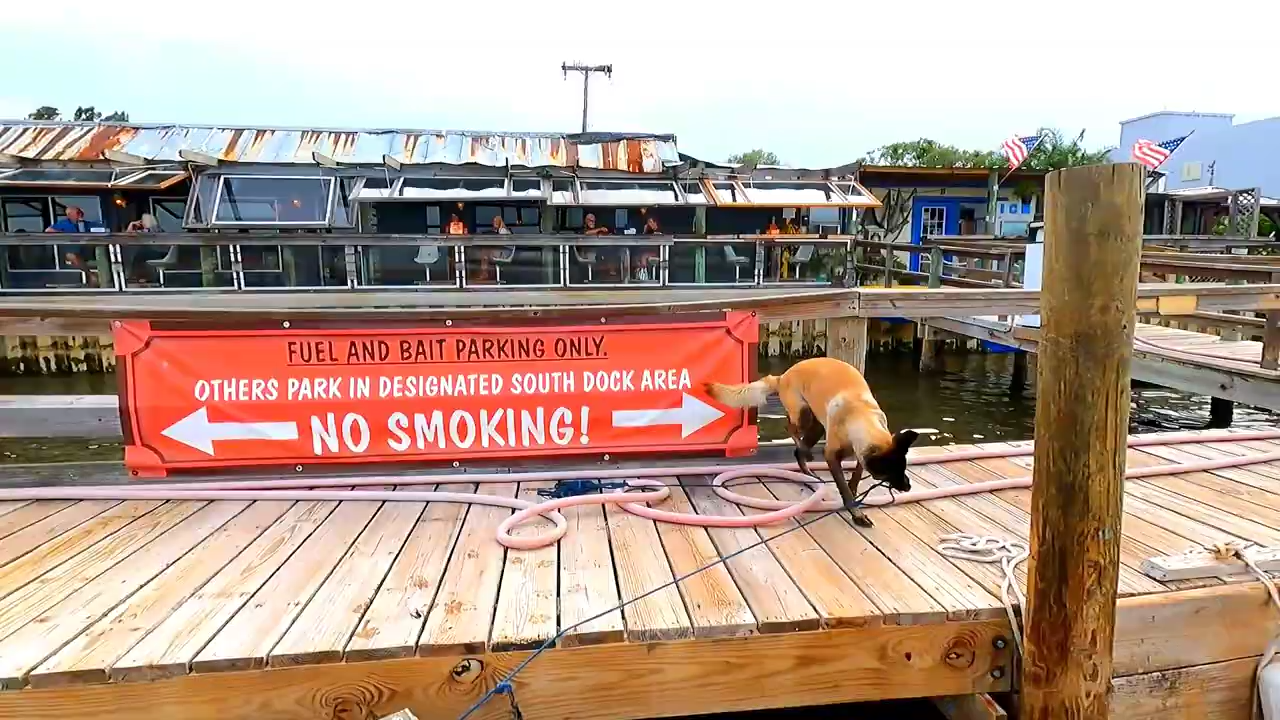 FUEL AND BAIT PARKING ONLY.
OTHERS PARK IN DESIGNATED SOUTH DOCK AREA
NO SMOKING!